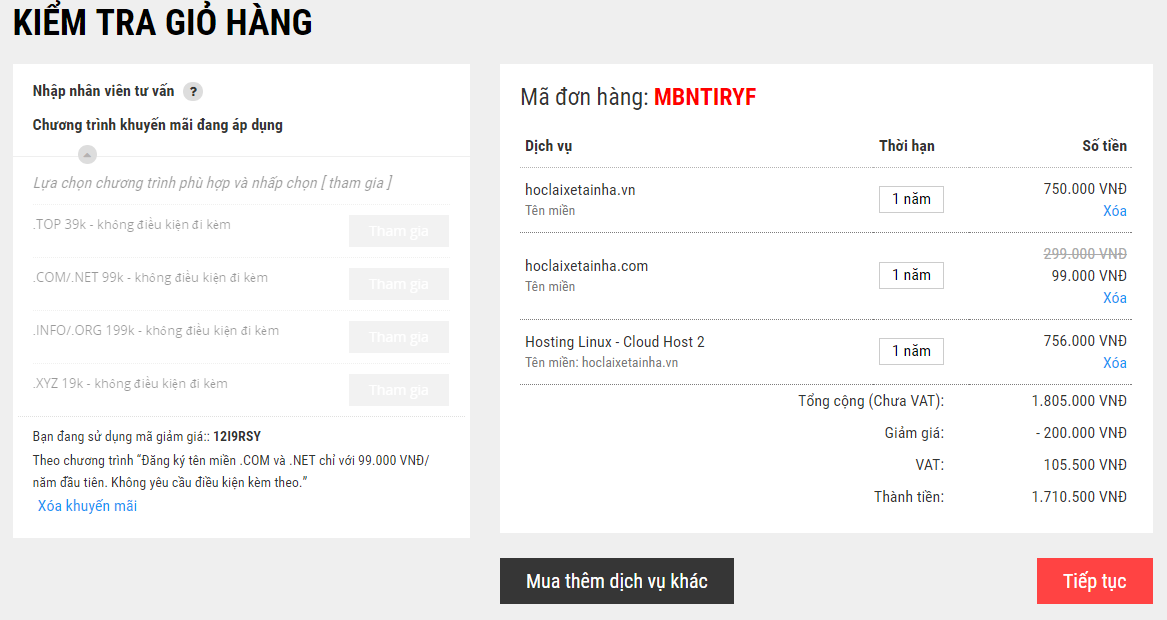 KIỂM TRA GIỎ HÀNG
Nhập nhân viên tư vấn ?
Chương trình khuyến mãi đang áp dụng
Lựa chọn chương trình phù hợp và nhấp chọn [ tham gia ]
.TOP 39k - không điều kiện đi kèm
Tham gia
.COM/.NET 99k - không điều kiện đi kèm
Tham gia
.INFO/.ORG 199k - không điều kiện đi kèm
Tham gia
.XYZ 19k - không điều kiện đi kèm
Tham gia
Bạn đang sử dụng mã giảm giá:: 12I9RSY
Theo chương trình “Đăng ký tên miền .COM và .NET chỉ với 99.000 VNĐ/
năm đầu tiên. Không yêu cầu điều kiện kèm theo.”
Xóa khuyến mãi
Mã đơn hàng: MBNTIRYF
Dịch vụ Thời hạn Số tiền
hoclaixetainha.vn 1 năm 750.000 VNĐ
Tên miền Xóa
299.000 VNĐ
hoclaixetainha.com 1 năm 99.000 VNĐ
Tên miền Xóa
Hosting Linux - Cloud Host 2 1 năm 756.000 VNĐ
Tên miền: hoclaixetainha.vn Xóa
Tổng cộng (Chưa VAT): 1.805.000 VNĐ
Giảm giá: - 200.000 VNĐ
VAT: 105.500 VNĐ
Thành tiền: 1.710.500 VNĐ
Mua thêm dịch vụ khác
Tiếp tục